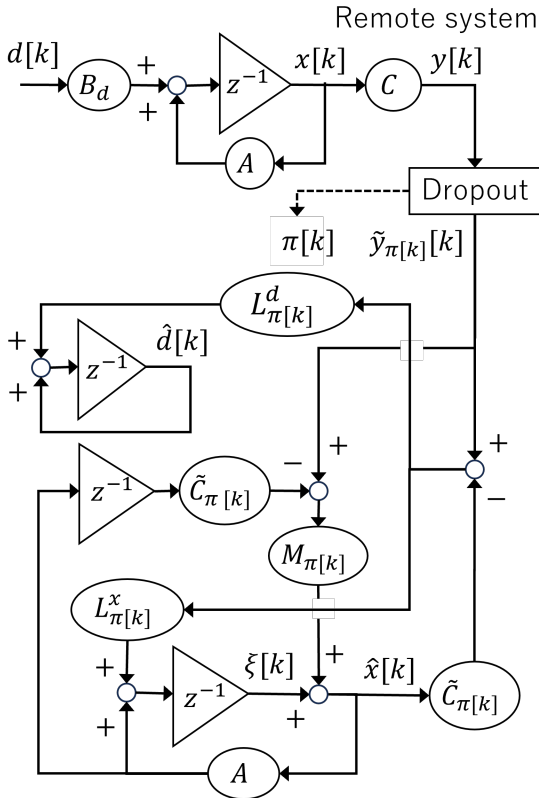 Remote system
d[k]
B_d
+
+
z^{-1}
x[k]
C
y[k]
A
Dropout
π[k]
ỹ_{π[k]}[k]
L^d_{π[k]}
+
+
z^{-1}
d̂[k]
z^{-1}
C̃_{π[k]}
−
+
+
−
M_{π[k]}
L^x_{π[k]}
+
+
z^{-1}
ξ[k]
+
+
x̂[k]
C̃_{π[k]}
A